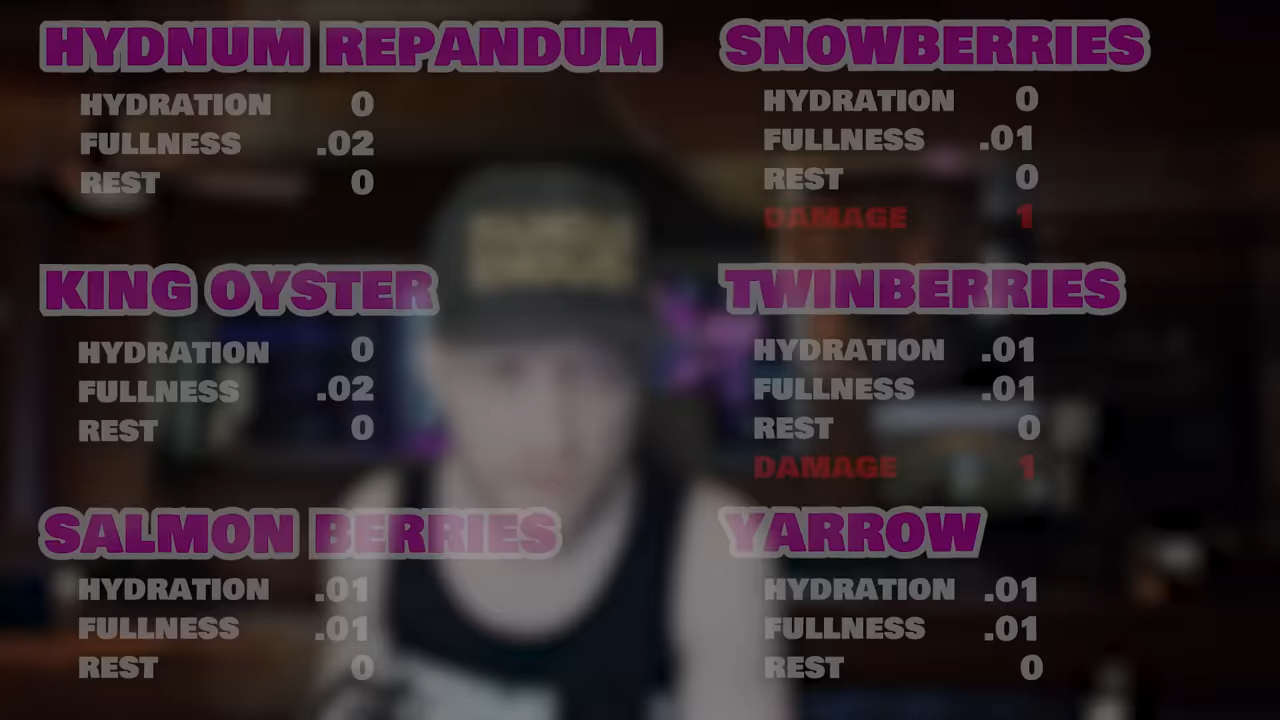 HYDNUM REPANDUM
HYDRATION 0
FULLNESS .02
REST 0
KING OYSTER
HYDRATION 0
FULLNESS .02
REST 0
SALMON BERRIES
HYDRATION .01
FULLNESS .01
REST 0
SNOWBERRIES
HYDRATION 0
FULLNESS .01
REST 0
DAMAGE 1
TWINBERRIES
HYDRATION .01
FULLNESS .01
REST 0
DAMAGE 1
YARROW
HYDRATION .01
FULLNESS .01
REST 0